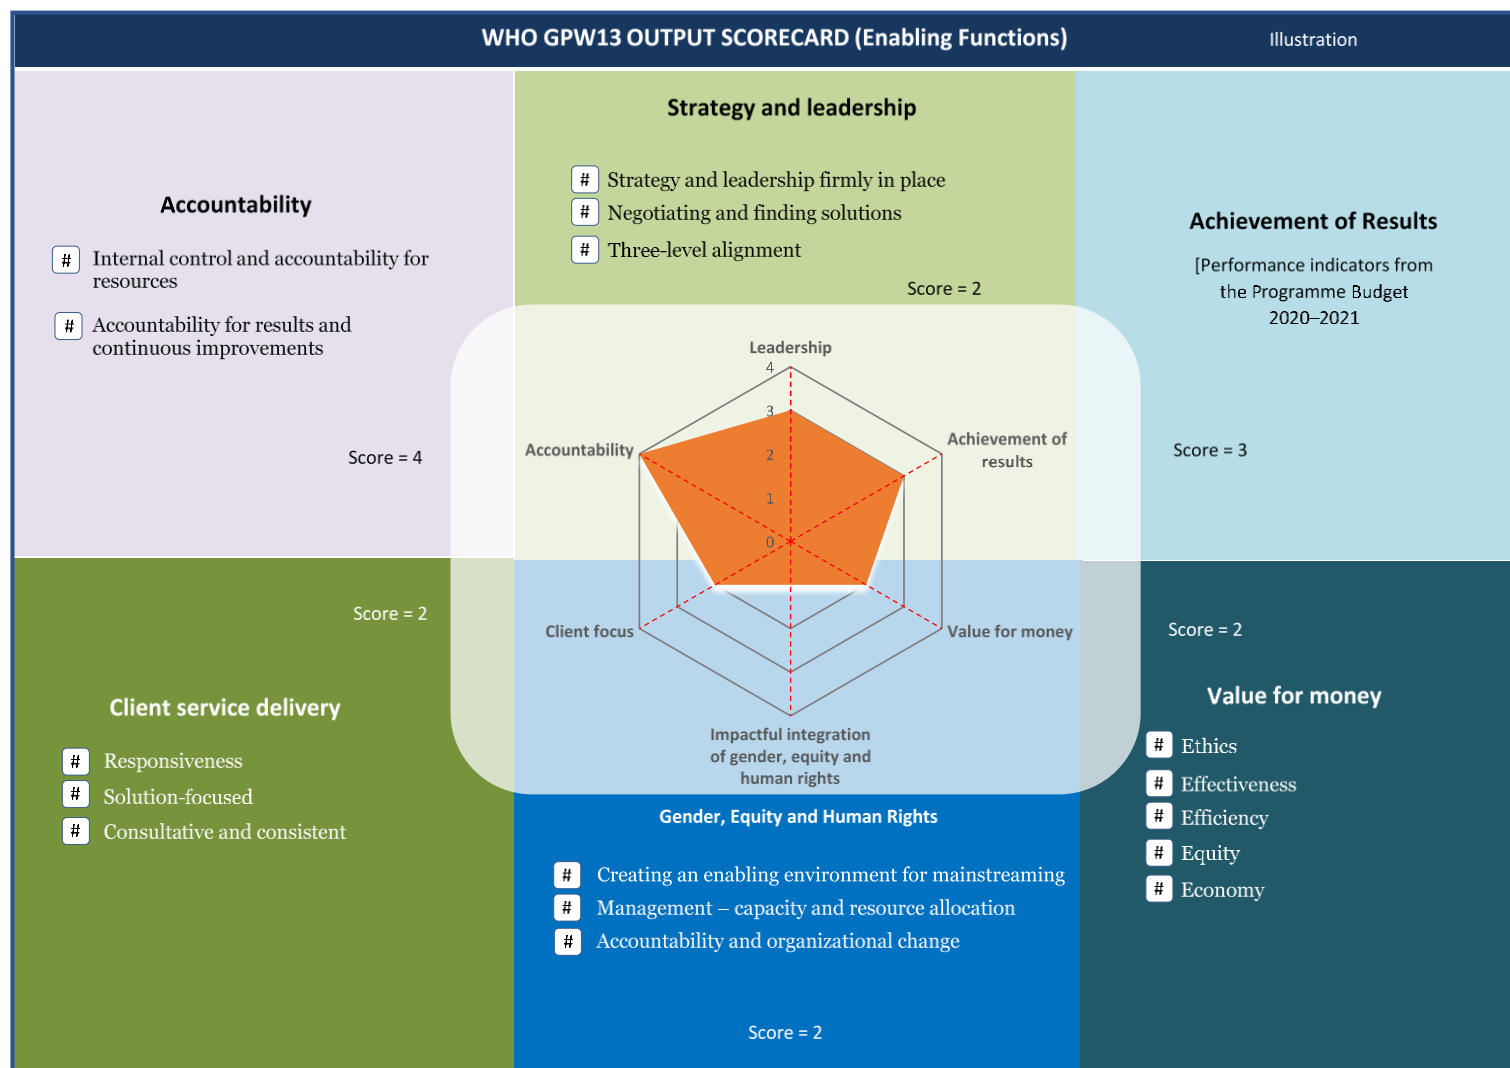 WHO GPW13 OUTPUT SCORECARD (Enabling Functions)
Illustration
Accountability
# Internal control and accountability for
resources
# Accountability for results and
continuous improvements
Score = 4
Strategy and leadership
# Strategy and leadership firmly in place
# Negotiating and finding solutions
# Three-level alignment
Score = 2
Achievement of Results
[Performance indicators from
the Programme Budget
2020–2021
Score = 3
Leadership
4
3
2
1
0
Accountability
Achievement of
results
Client focus
Value for money
Impactful integration
of gender, equity and
human rights
Score = 2
Client service delivery
# Responsiveness
# Solution-focused
# Consultative and consistent
Gender, Equity and Human Rights
# Creating an enabling environment for mainstreaming
# Management – capacity and resource allocation
# Accountability and organizational change
Score = 2
Score = 2
Value for money
# Ethics
# Effectiveness
# Efficiency
# Equity
# Economy